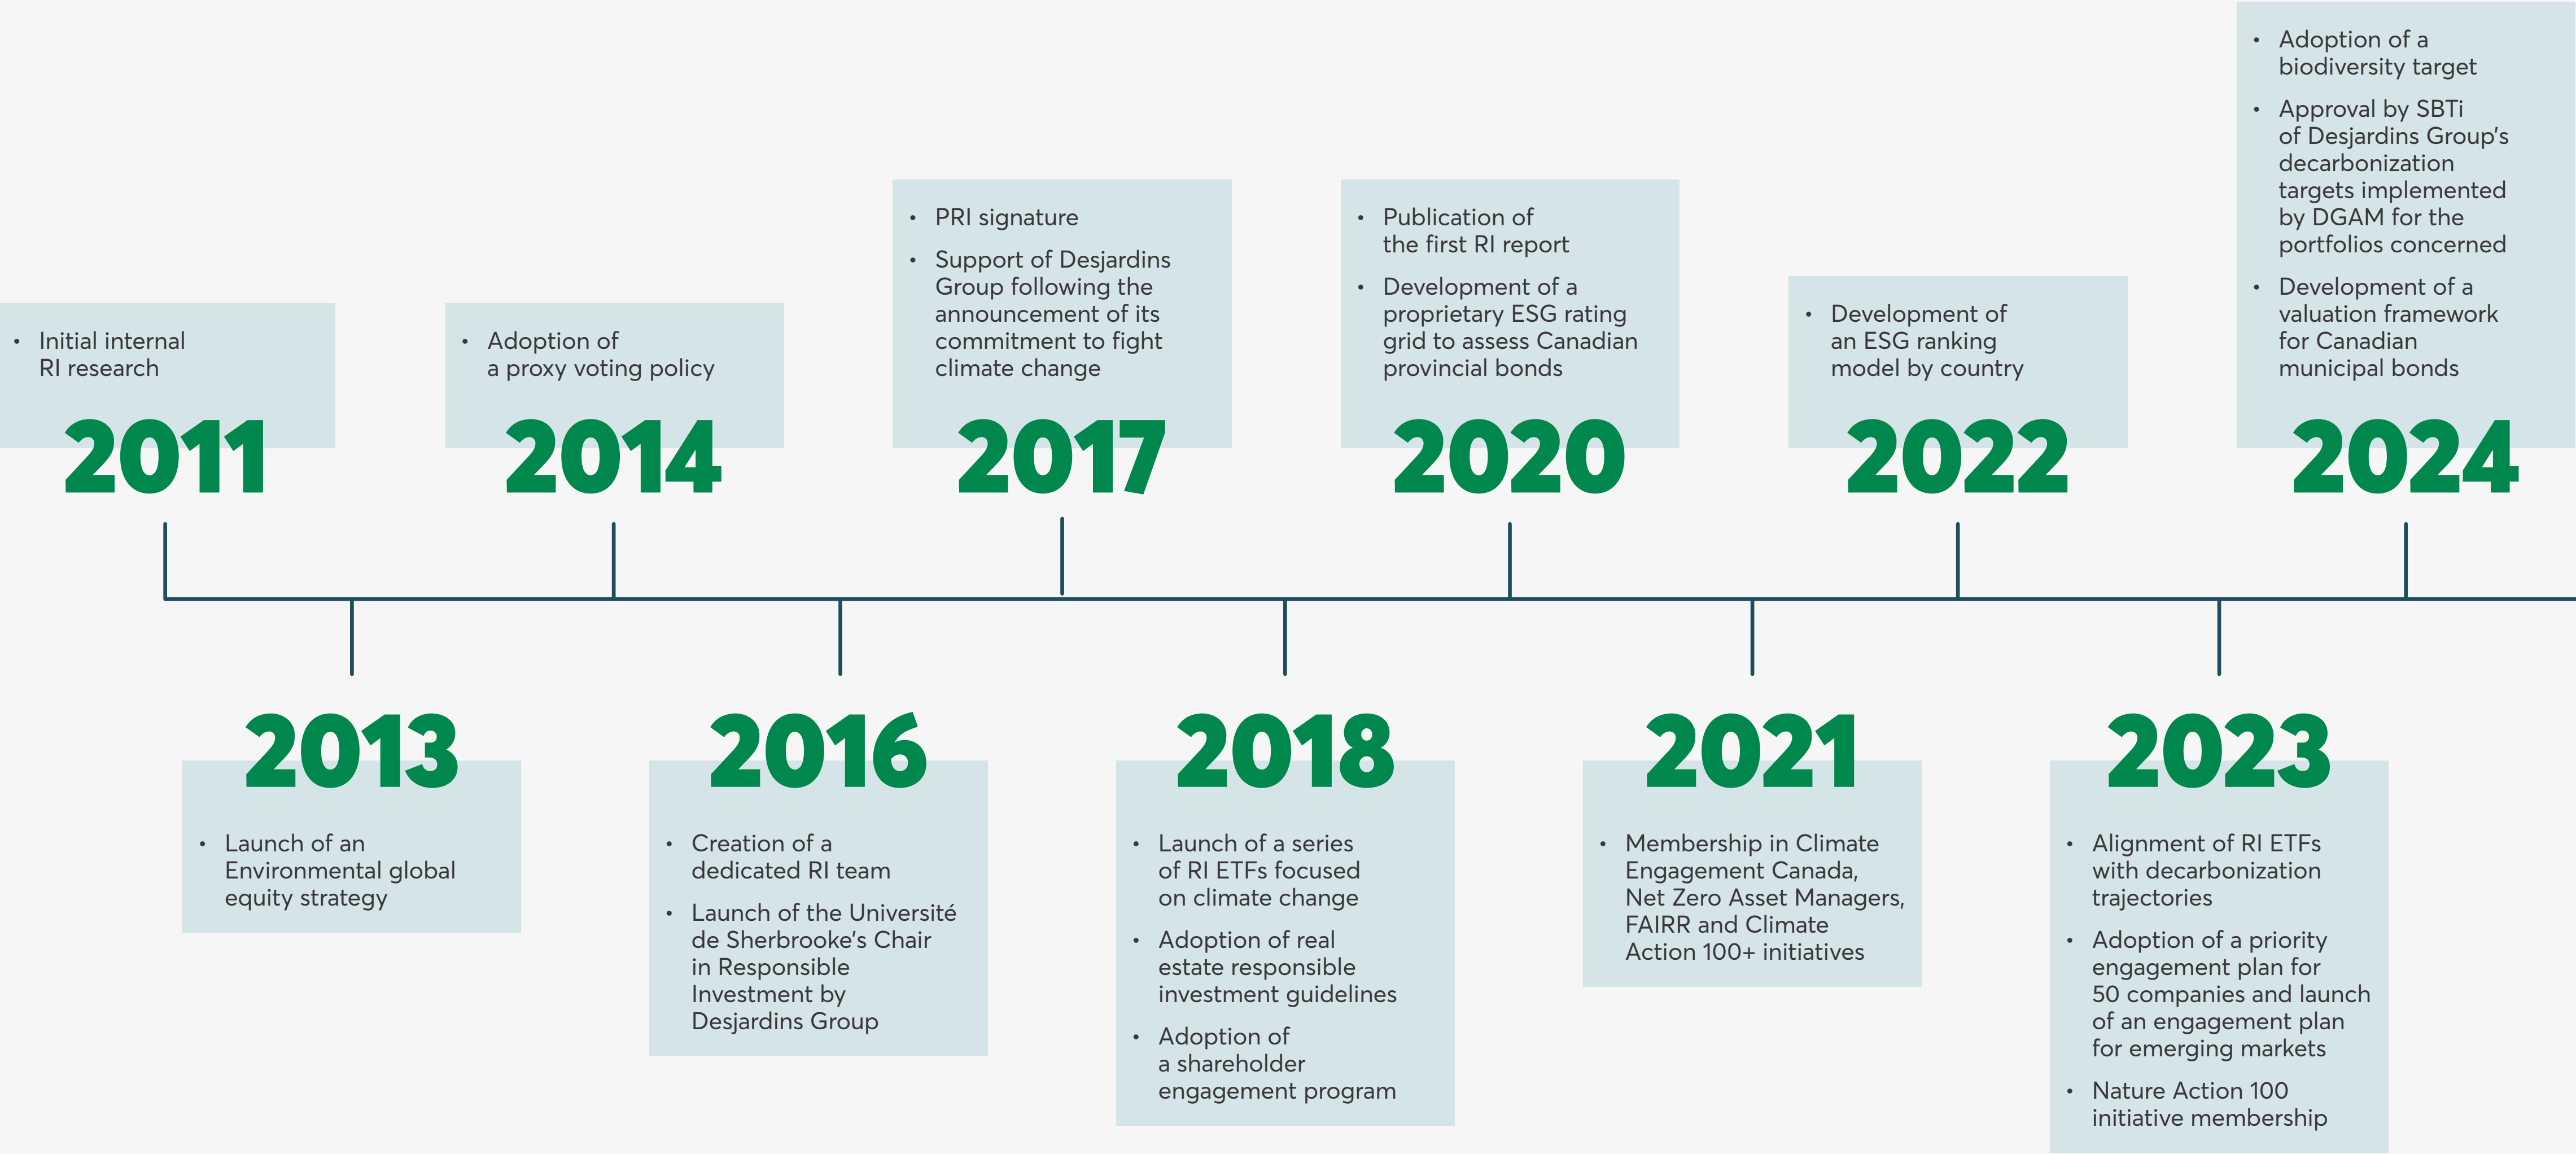 • Initial internal
RI research
2011
• Adoption of
a proxy voting policy
2014
• PRI signature
• Support of Desjardins
Group following the
announcement of its
commitment to fight
climate change
2017
• Publication of
the first RI report
• Development of a
proprietary ESG rating
grid to assess Canadian
provincial bonds
2020
• Development of
an ESG ranking
model by country
2022
• Adoption of a
biodiversity target
• Approval by SBTi
of Desjardins Group's
decarbonization
targets implemented
by DGAM for the
portfolios concerned
• Development of a
valuation framework
for Canadian
municipal bonds
2024
2013
• Launch of an
Environmental global
equity strategy
2016
• Creation of a
dedicated RI team
• Launch of the Université
de Sherbrooke's Chair
in Responsible
Investment by
Desjardins Group
2018
• Launch of a series
of RI ETFs focused
on climate change
• Adoption of real
estate responsible
investment guidelines
• Adoption of
a shareholder
engagement program
2021
• Membership in Climate
Engagement Canada,
Net Zero Asset Managers,
FAIRR and Climate
Action 100+ initiatives
2023
• Alignment of RI ETFs
with decarbonization
trajectories
• Adoption of a priority
engagement plan for
50 companies and launch
of an engagement plan
for emerging markets
• Nature Action 100
initiative membership